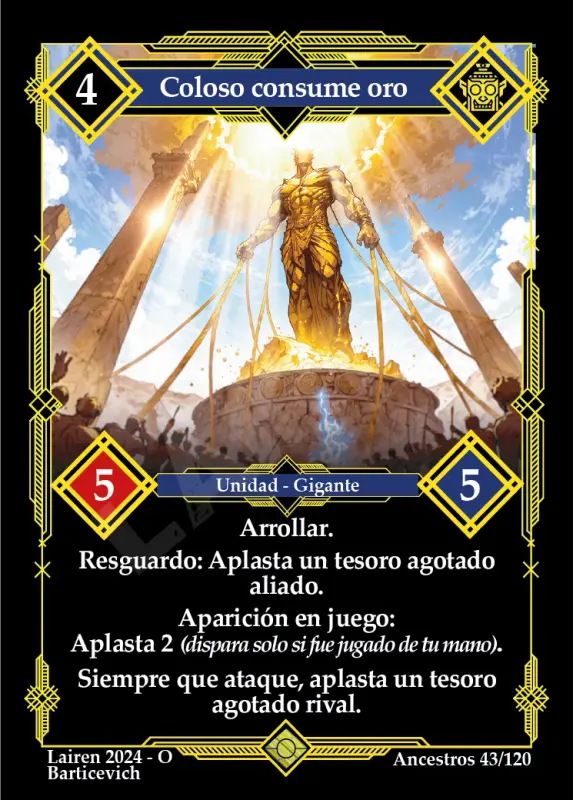 4
Coloso consume oro
5
Unidad - Gigante
5
Arrollar.
Resguardo: Aplasta un tesoro agotado
aliado.
Aparición en juego:
Aplasta 2 (dispara solo si fue jugado de tu mano).
Siempre que ataque, aplasta un tesoro
agotado rival.
Lairen 2024 - O
Barticevich
Ancestros 43/120